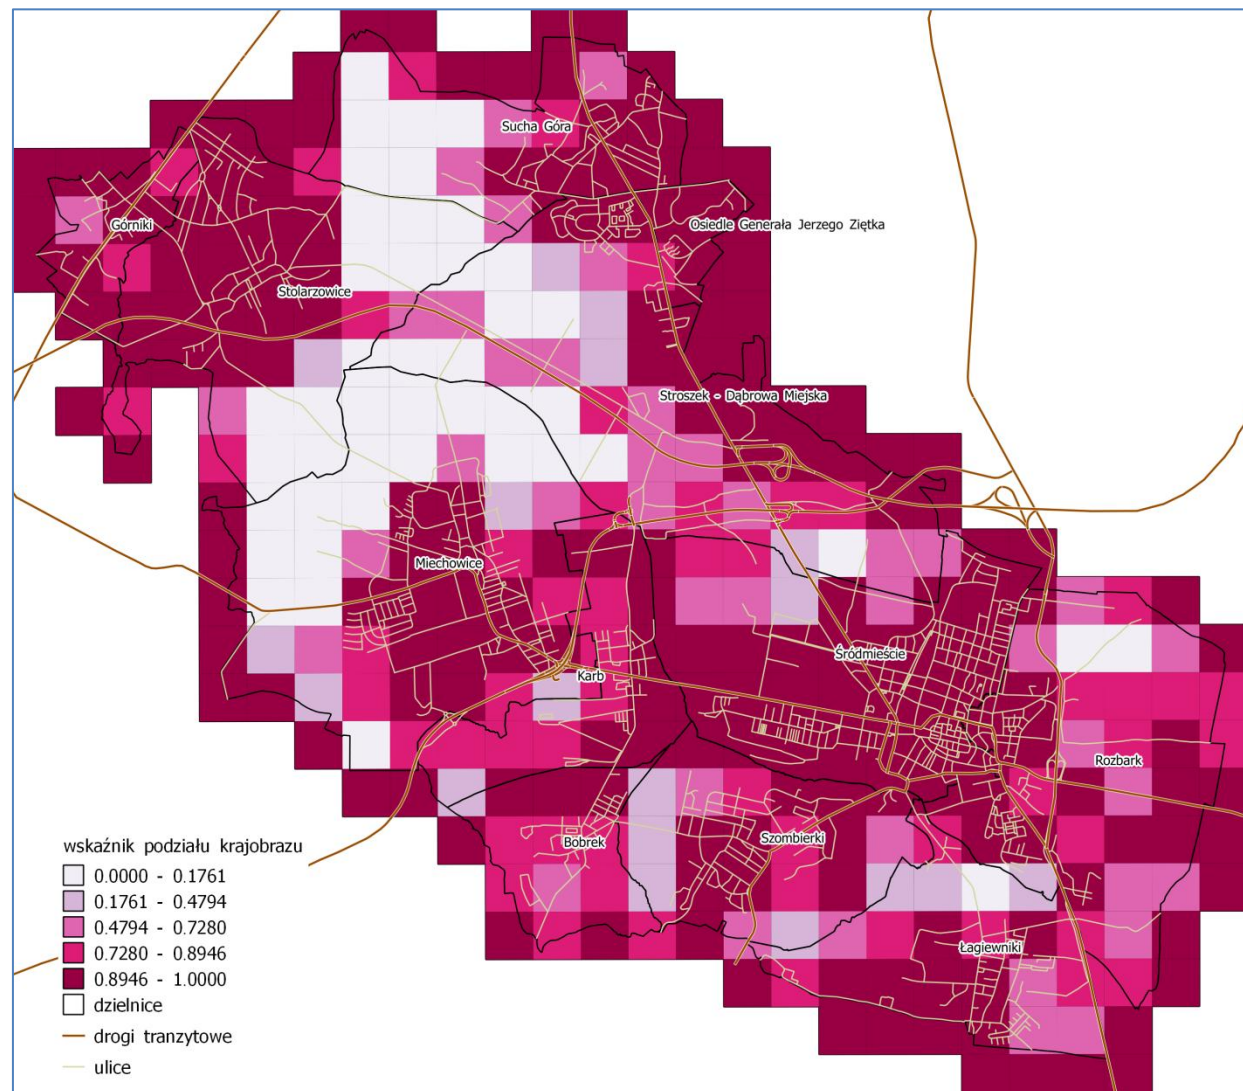 Sucha Góra
Górniki
Osiedle Generała Jerzego Ziętka
Stolarzowice
Stroszek - Dąbrowa Miejska
Miechowice
Śródmieście
Karb
Rozbark
Bobrek
Szombierki
Łagiewniki
wskaźnik podziału krajobrazu
0.0000 - 0.1761
0.1761 - 0.4794
0.4794 - 0.7280
0.7280 - 0.8946
0.8946 - 1.0000
dzielnice
drogi tranzytowe
ulice